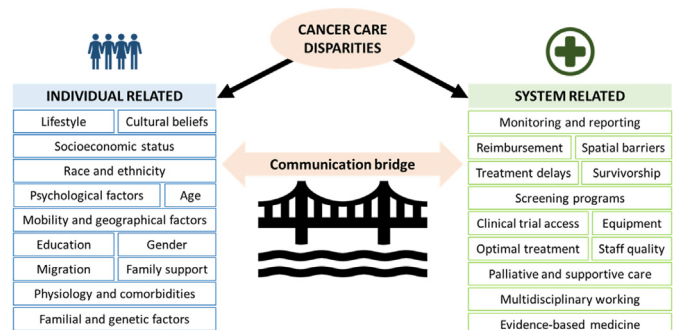 CANCER CARE
DISPARITIES
INDIVIDUAL RELATED
Lifestyle
Cultural beliefs
Socioeconomic status
Race and ethnicity
Psychological factors
Age
Mobility and geographical factors
Education
Gender
Migration
Family support
Physiology and comorbidities
Familial and genetic factors
Communication bridge
SYSTEM RELATED
Monitoring and reporting
Reimbursement
Spatial barriers
Treatment delays
Survivorship
Screening programs
Clinical trial access
Equipment
Optimal treatment
Staff quality
Palliative and supportive care
Multidisciplinary working
Evidence-based medicine